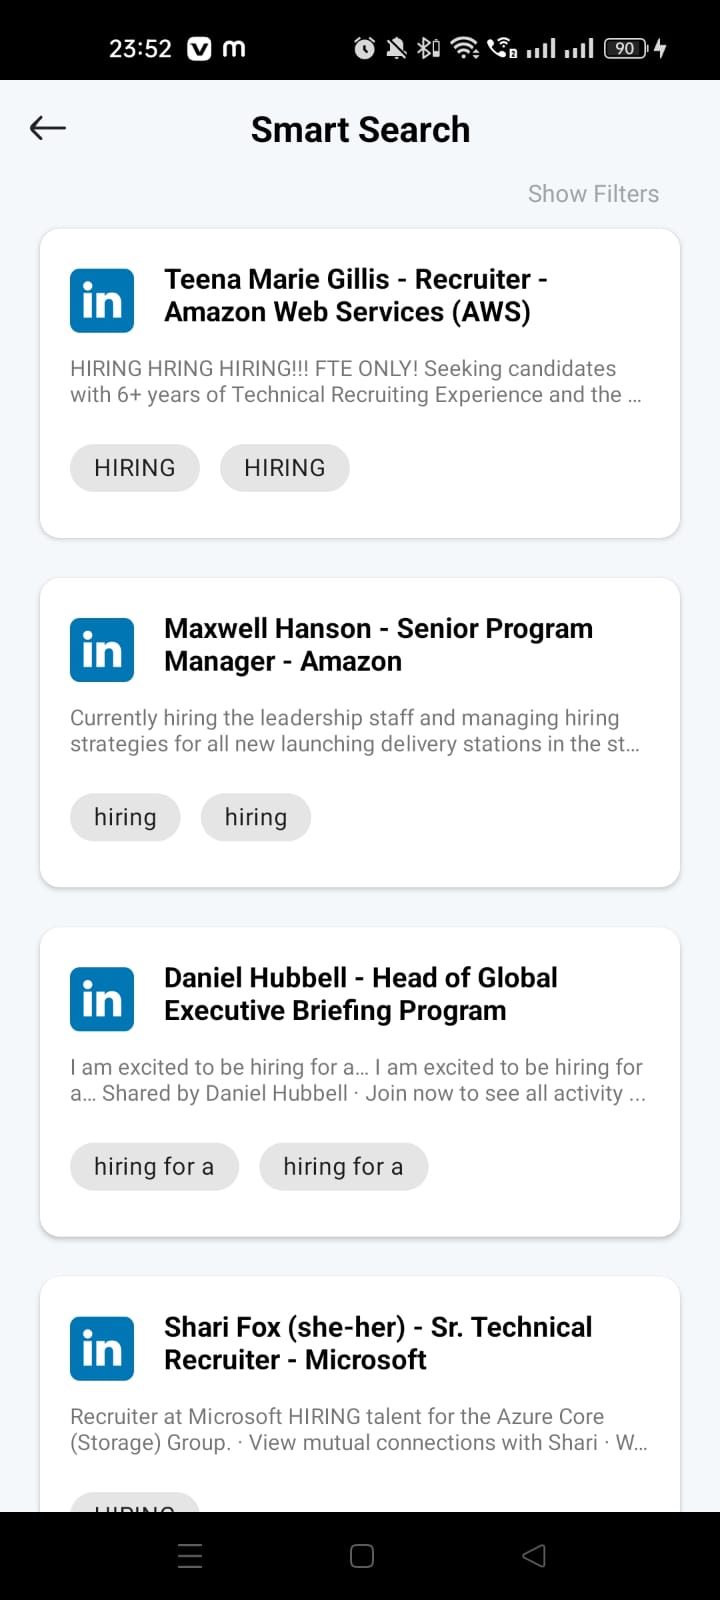 23:52
90
Smart Search
Show Filters
in
Teena Marie Gillis - Recruiter -
Amazon Web Services (AWS)
HIRING HRING HIRING!!! FTE ONLY! Seeking candidates
with 6+ years of Technical Recruiting Experience and the ...
HIRING HIRING
in
Maxwell Hanson - Senior Program
Manager - Amazon
Currently hiring the leadership staff and managing hiring
strategies for all new launching delivery stations in the st...
hiring hiring
in
Daniel Hubbell - Head of Global
Executive Briefing Program
I am excited to be hiring for a... I am excited to be hiring for
a... Shared by Daniel Hubbell · Join now to see all activity ...
hiring for a hiring for a
in
Shari Fox (she-her) - Sr. Technical
Recruiter - Microsoft
Recruiter at Microsoft HIRING talent for the Azure Core
(Storage) Group. · View mutual connections with Shari · W...
HIRING